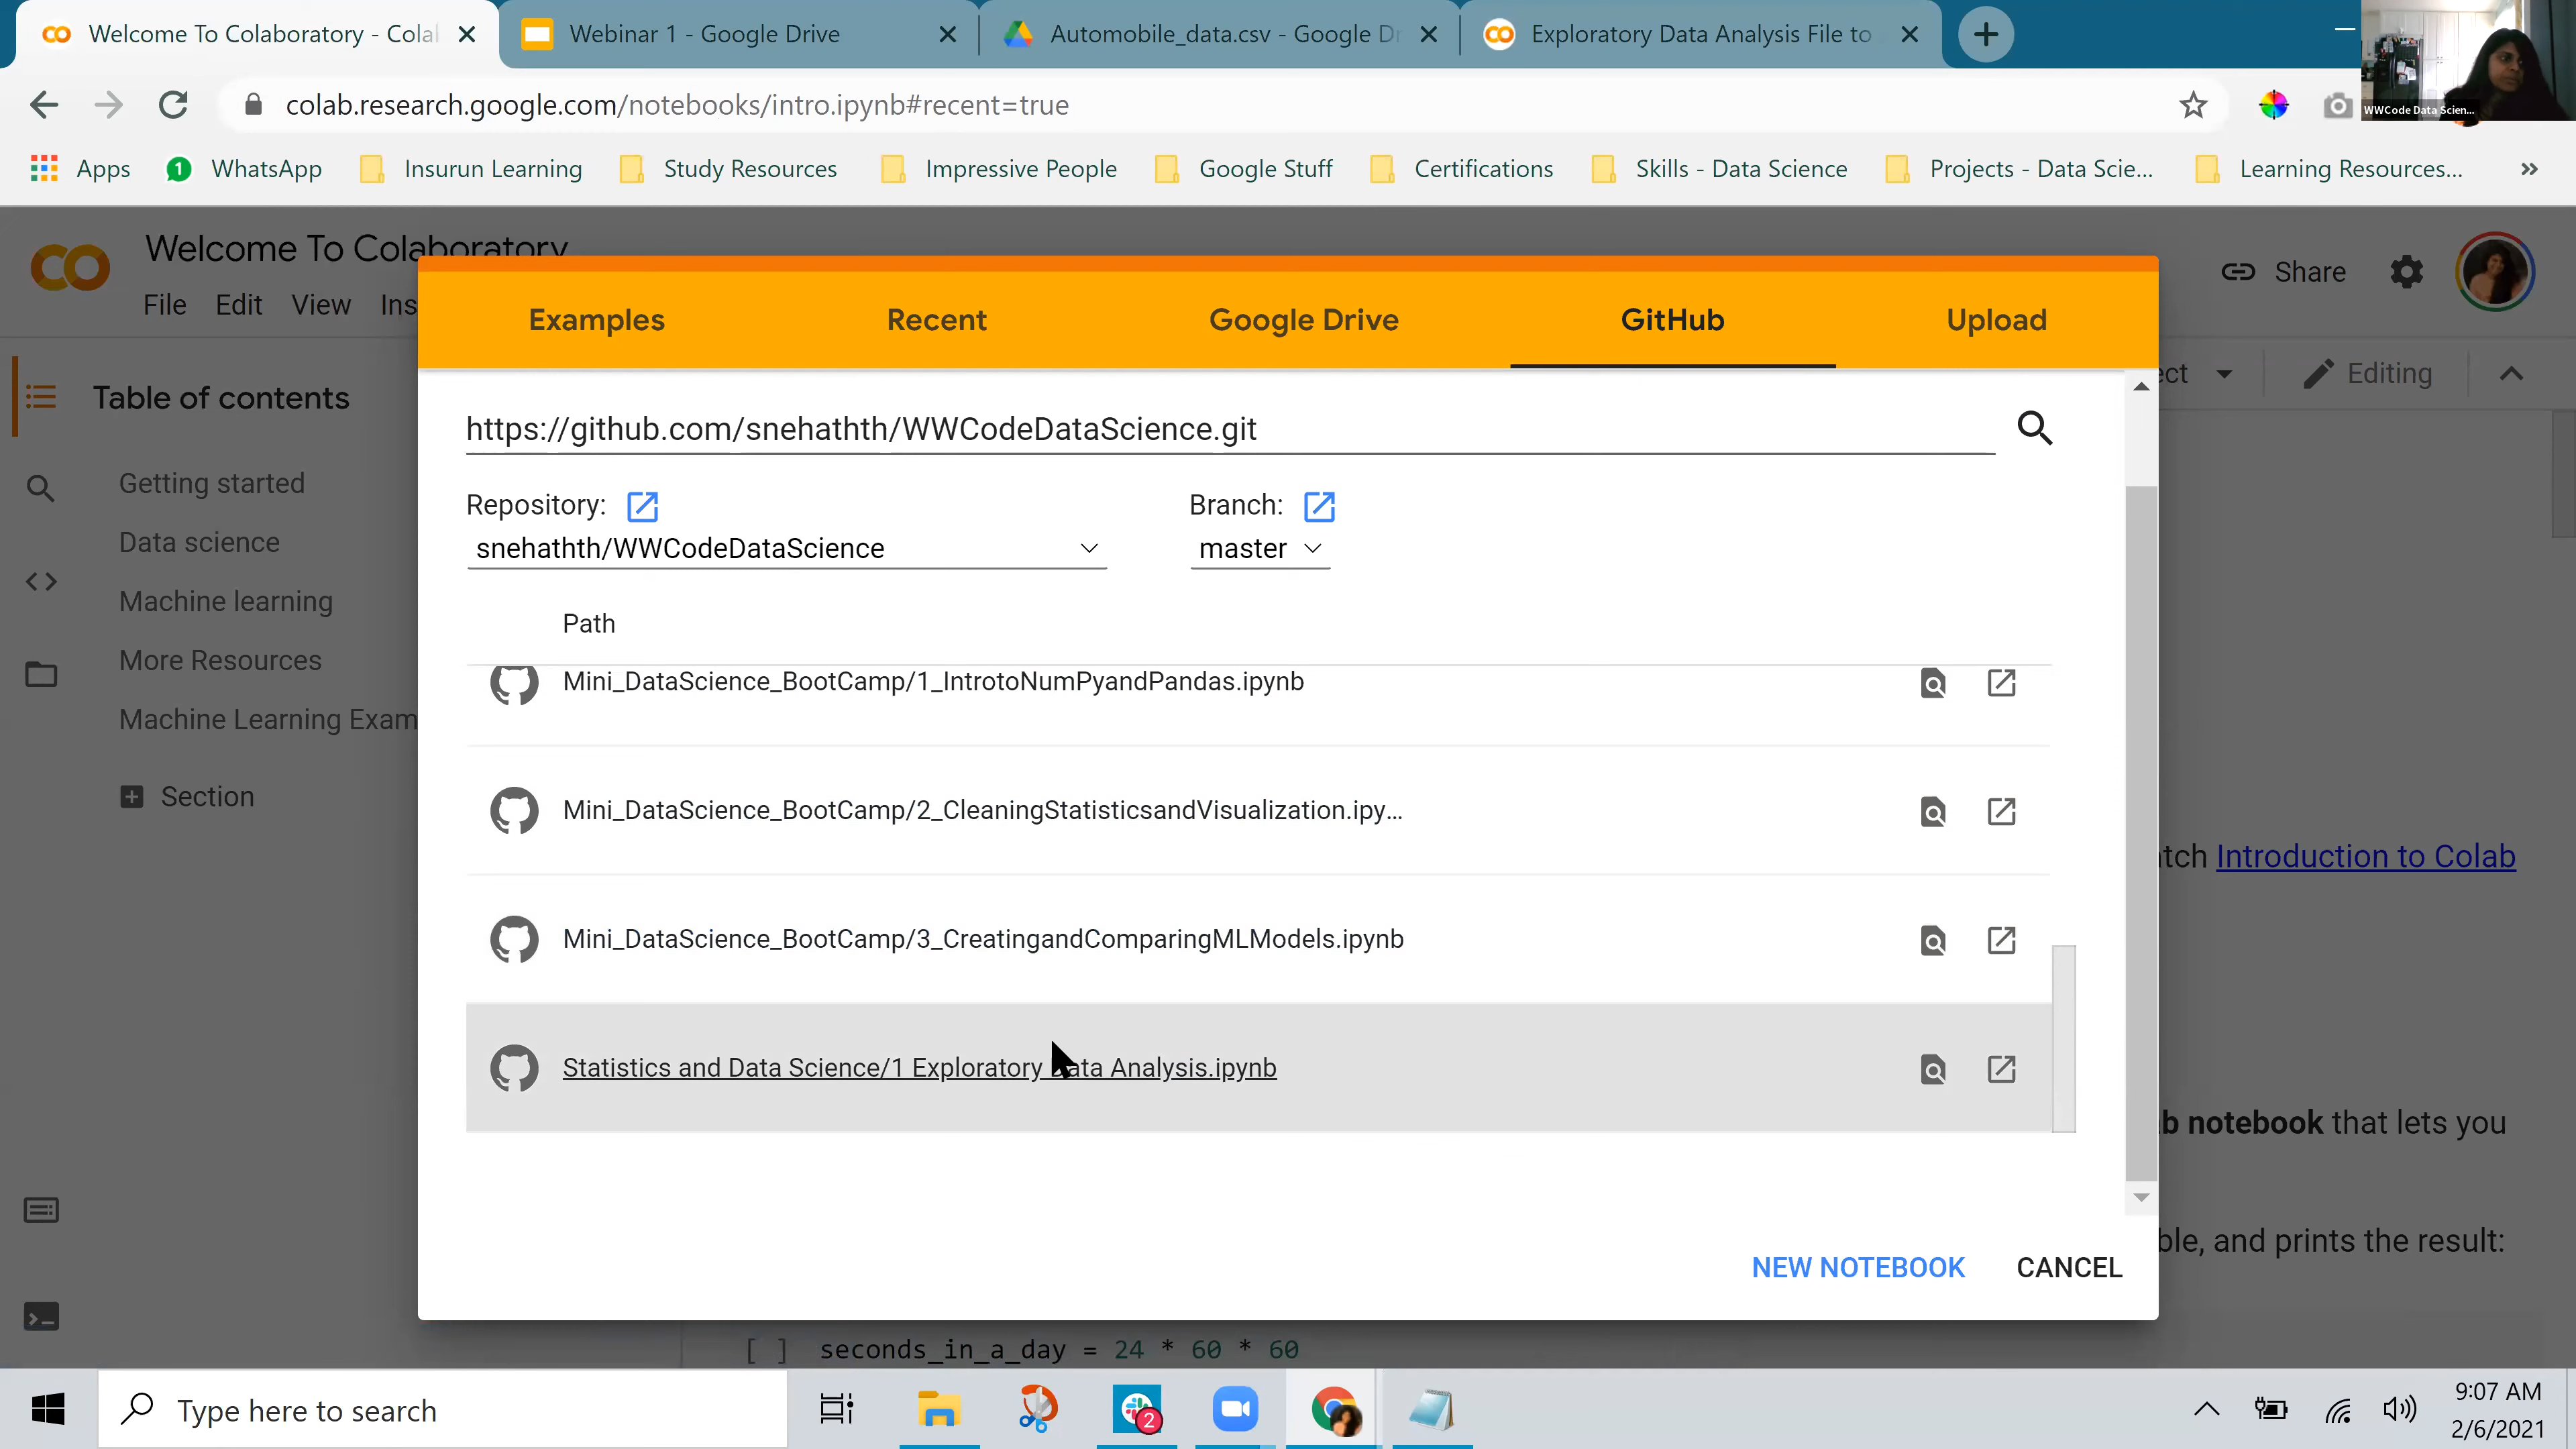 Welcome To Colaboratory - Colal
Webinar 1 - Google Drive
Automobile_data.csv - Google Dr
Exploratory Data Analysis File to
colab.research.google.com/notebooks/intro.ipynb#recent=true
WWCode Data Scien...
Apps
1
WhatsApp
Insurun Learning
Study Resources
Impressive People
Google Stuff
Certifications
Skills - Data Science
Projects - Data Scie...
Learning Resources...
»
Welcome To Colaboratory
File Edit View Ins
Share
Examples
Recent
Google Drive
GitHub
Upload
Table of contents
ect
Editing
https://github.com/snehathth/WWCodeDataScience.git
Getting started
Repository:
Branch:
Data science
snehathth/WWCodeDataScience
master
Machine learning
Path
More Resources
Mini_DataScience_BootCamp/1_IntrotoNumPyandPandas.ipynb
Machine Learning Exam
Section
Mini_DataScience_BootCamp/2_CleaningStatisticsandVisualization.ipy...
tch Introduction to Colab
Mini_DataScience_BootCamp/3_CreatingandComparingMLModels.ipynb
Statistics and Data Science/1 Exploratory Data Analysis.ipynb
b notebook that lets you
NEW NOTEBOOK
CANCEL
ble, and prints the result:
[ ] seconds_in_a_day = 24 * 60 * 60
Type here to search
2
9:07 AM
2/6/2021